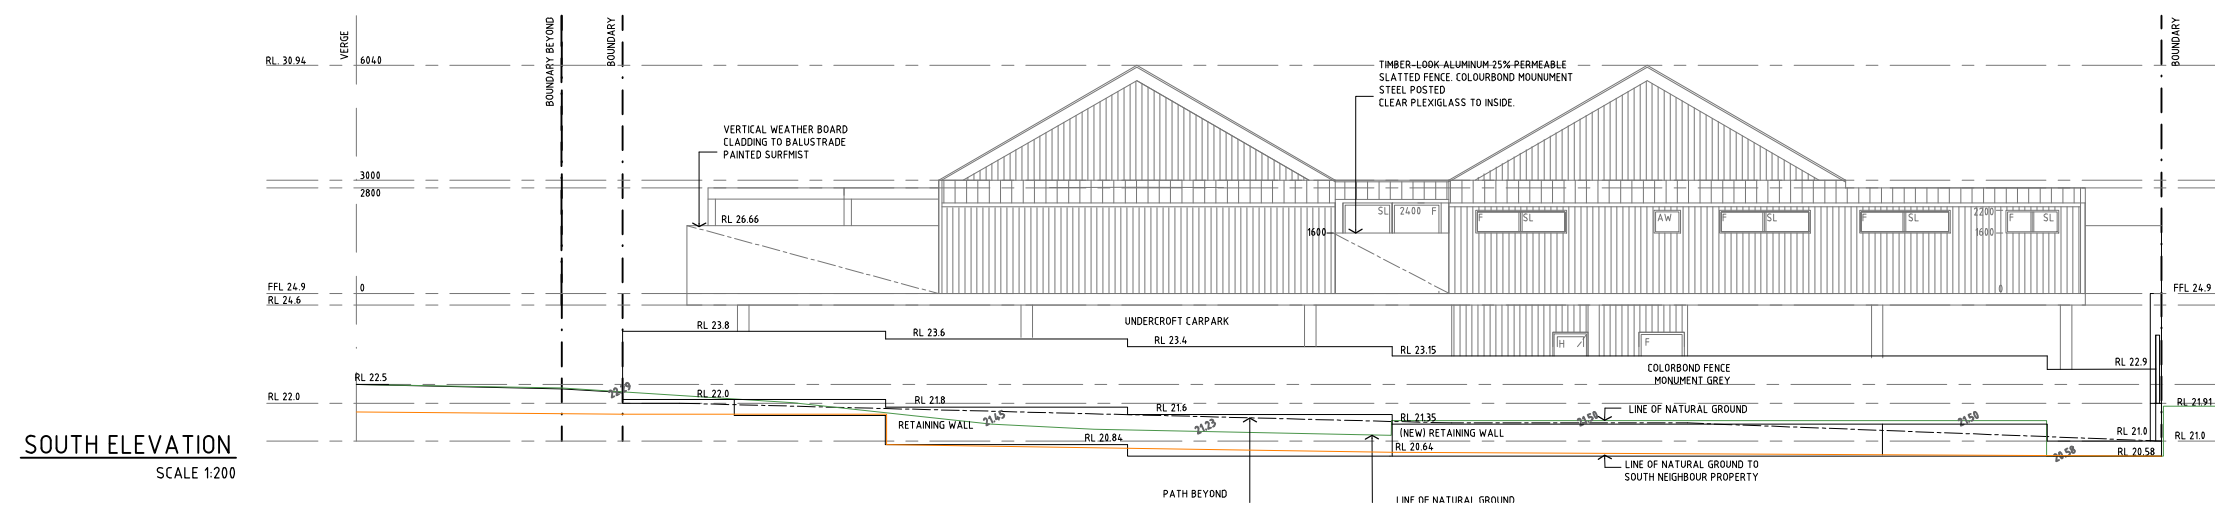 VERGE
BOUNDARY BEYOND
BOUNDARY
BOUNDARY
RL. 30.94
6040
TIMBER-LOOK ALUMINUM 25% PERMEABLE
SLATTED FENCE. COLOURBOND MOUNUMENT
STEEL POSTED
CLEAR PLEXIGLASS TO INSIDE.
VERTICAL WEATHER BOARD
CLADDING TO BALUSTRADE
PAINTED SURFMIST
3000
2800
RL 26.66
SL
2400
F
1600
F
SL
AW
F
SL
F
SL
2200
1600
F
SL
FFL 24.9
0
0
FFL 24.9
RL 24.6
UNDERCROFT CARPARK
RL 23.8
RL 23.6
RL 23.4
RL 23.15
H
F
RL 22.9
COLORBOND FENCE
MONUMENT GREY
RL 22.5
22.29
RL 22.0
RL 22.0
RL 21.8
RL 21.6
RL 21.35
LINE OF NATURAL GROUND
RL 21.91
21.45
21.23
21.50
21.50
RETAINING WALL
RL 20.84
(NEW) RETAINING WALL
RL 20.64
RL 21.0
RL 21.0
RL 20.58
20.58
LINE OF NATURAL GROUND TO
SOUTH NEIGHBOUR PROPERTY
SOUTH ELEVATION
SCALE 1:200
PATH BEYOND
LINE OF NATURAL GROUND